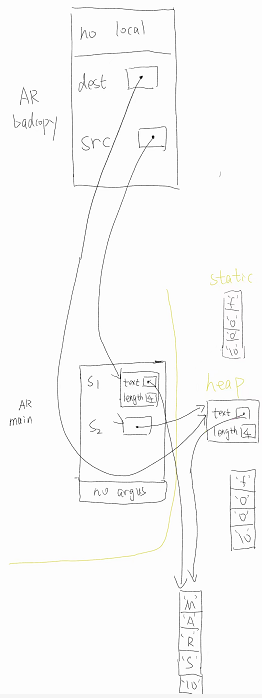 no local
dest
AR
badcopy
src
static
'f'
'o'
'o'
'\0'
heap
S1
text
length 4
text
length 4
AR
main
S2
no argus
'f'
'o'
'o'
'\0'
'M'
'A'
'R'
'S'
'\0'